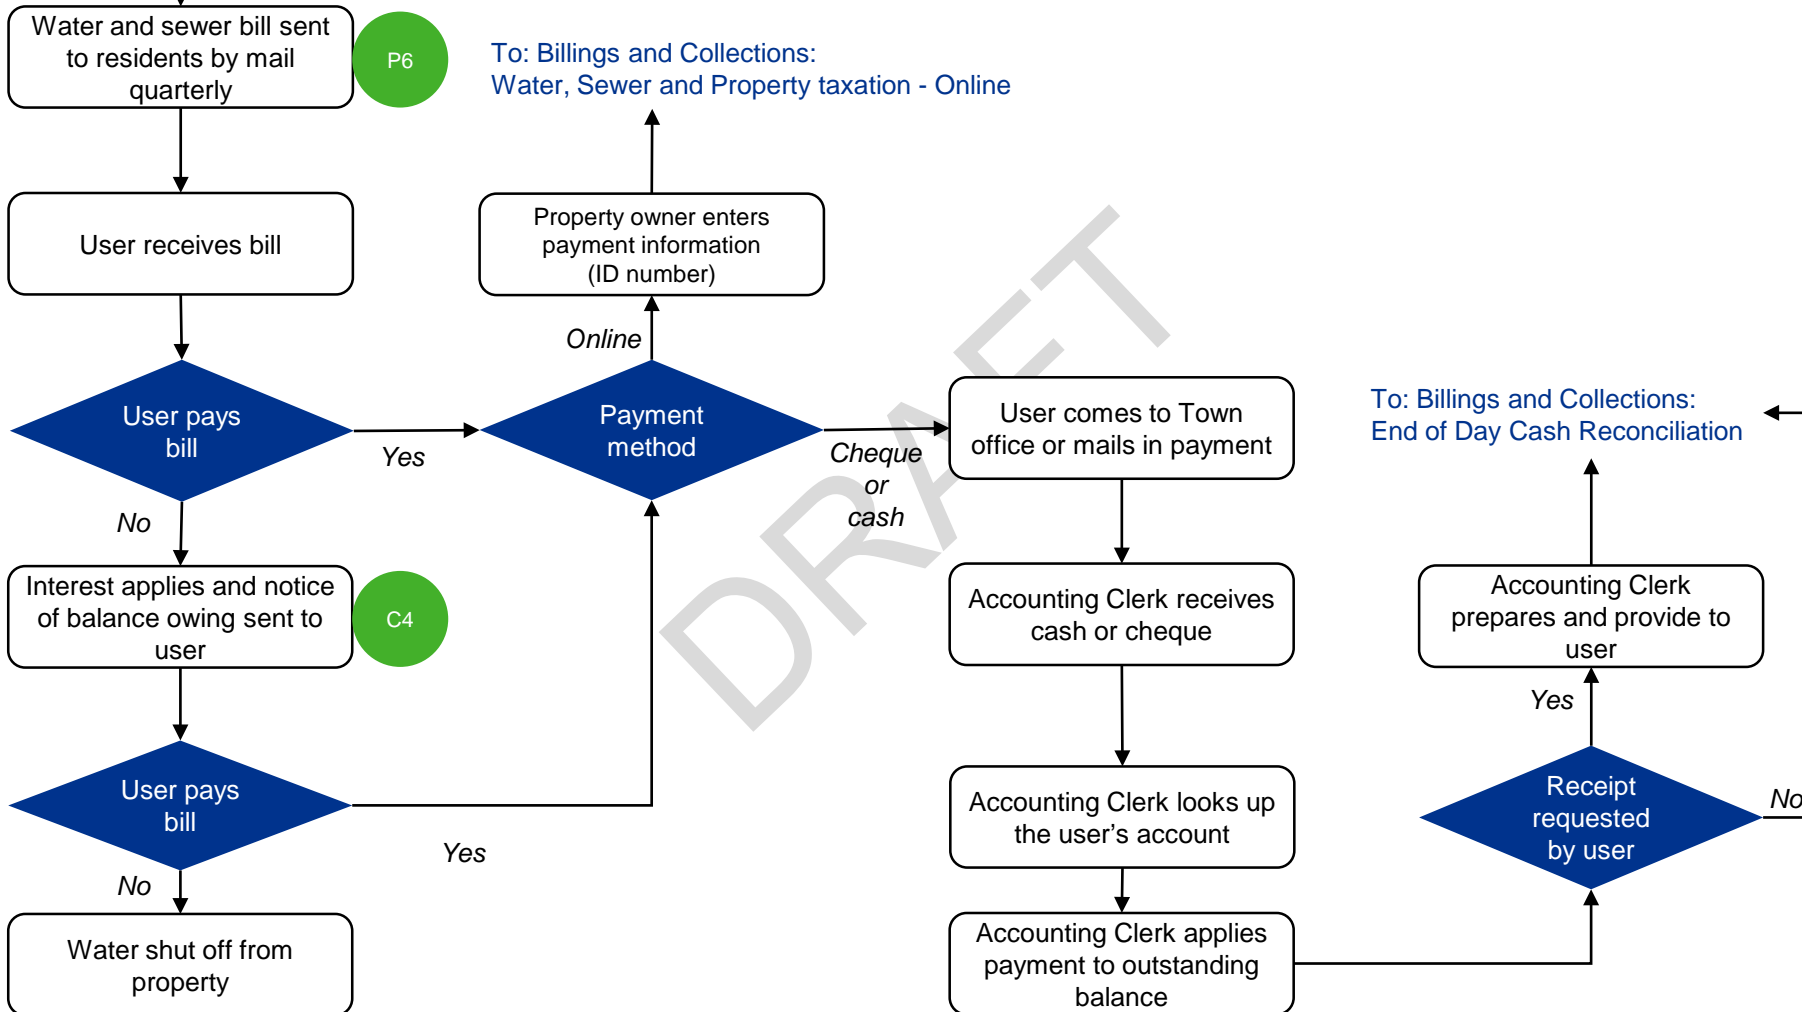 Water and sewer bill sent
to residents by mail
quarterly
P6
To: Billings and Collections:
Water, Sewer and Property taxation - Online
User receives bill
Property owner enters
payment information
(ID number)
Online
User pays
bill
Yes
Payment
method
Cheque
or
cash
User comes to Town
office or mails in payment
To: Billings and Collections:
End of Day Cash Reconciliation
No
Interest applies and notice
of balance owing sent to
user
C4
Accounting Clerk receives
cash or cheque
Accounting Clerk
prepares and provide to
user
Yes
User pays
bill
Yes
Accounting Clerk looks up
the user's account
Receipt
requested
by user
No
No
Water shut off from
property
Accounting Clerk applies
payment to outstanding
balance
DRAFT